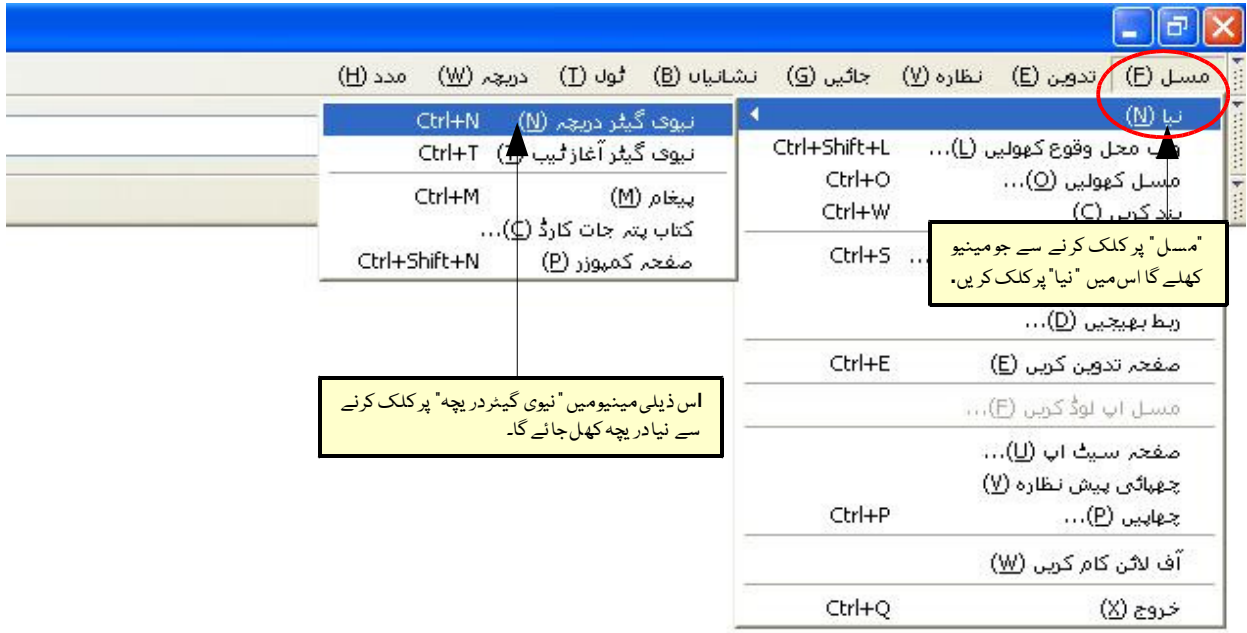 مسل (F) تدوین (E) نظارہ (V) جائیں (G) نشانیاں (B) ٹول (T) دریچہ (W) مدد (H)
نیا (N)
محل وقوع کھولیں (L)... Ctrl+Shift+L
مسل کھولیں (O)... Ctrl+O
بند کریں (C) Ctrl+W
... Ctrl+S
ربط بھیجیں (D)...
صفحہ تدوین کریں (E) Ctrl+E
مسل اپ لوڈ کریں (F)...
صفحہ سیٹ اپ (U)...
چھپائی پیش نظارہ (V)
چھاپیں (P)... Ctrl+P
آف لائن کام کریں (W)
خروج (X) Ctrl+Q
نیوی گیٹر دریچہ (N) Ctrl+N
نیوی گیٹر آغاز ٹیب Ctrl+T
پیغام (M) Ctrl+M
کتاب پتہ جات کارڈ (C)...
صفحہ کمپوزر (P) Ctrl+Shift+N
"مسل" پر کلک کرنے سے جو مینیو
کھلے گا اس میں "نیا" پر کلک کریں.
اس ذیلی مینیو میں "نیوی گیٹر دریچہ" پر کلک کرنے
سے نیا دریچہ کھل جائے گا۔